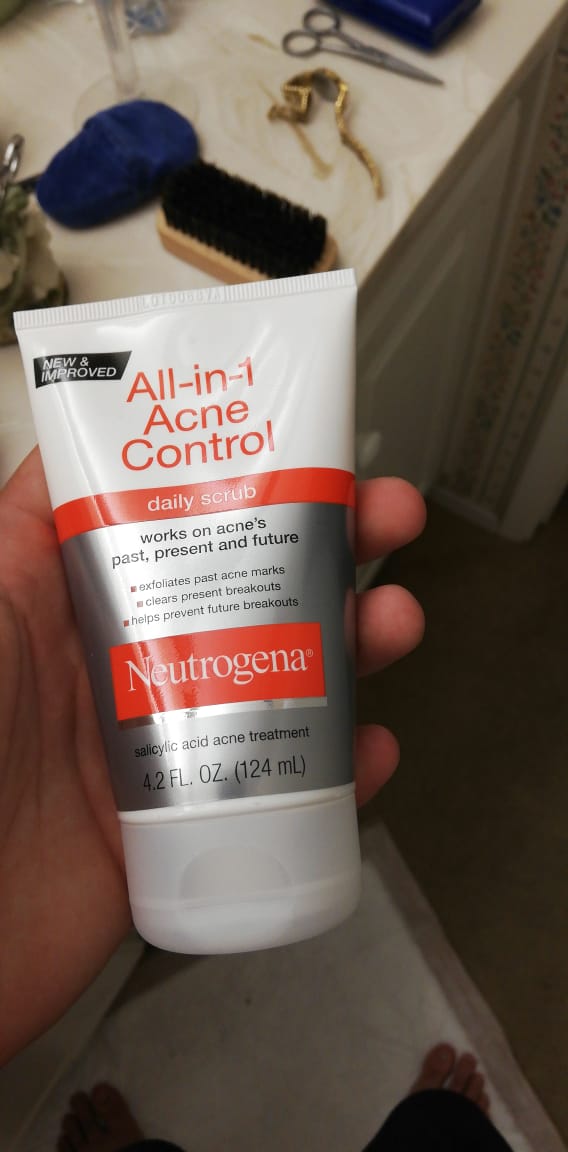 NEW &
IMPROVED
All-in-1
Acne
Control
daily scrub
works on acne's
past, present and future
exfoliates past acne marks
clears present breakouts
helps prevent future breakouts
Neutrogena®
salicylic acid acne treatment
4.2 FL. OZ. (124 mL)